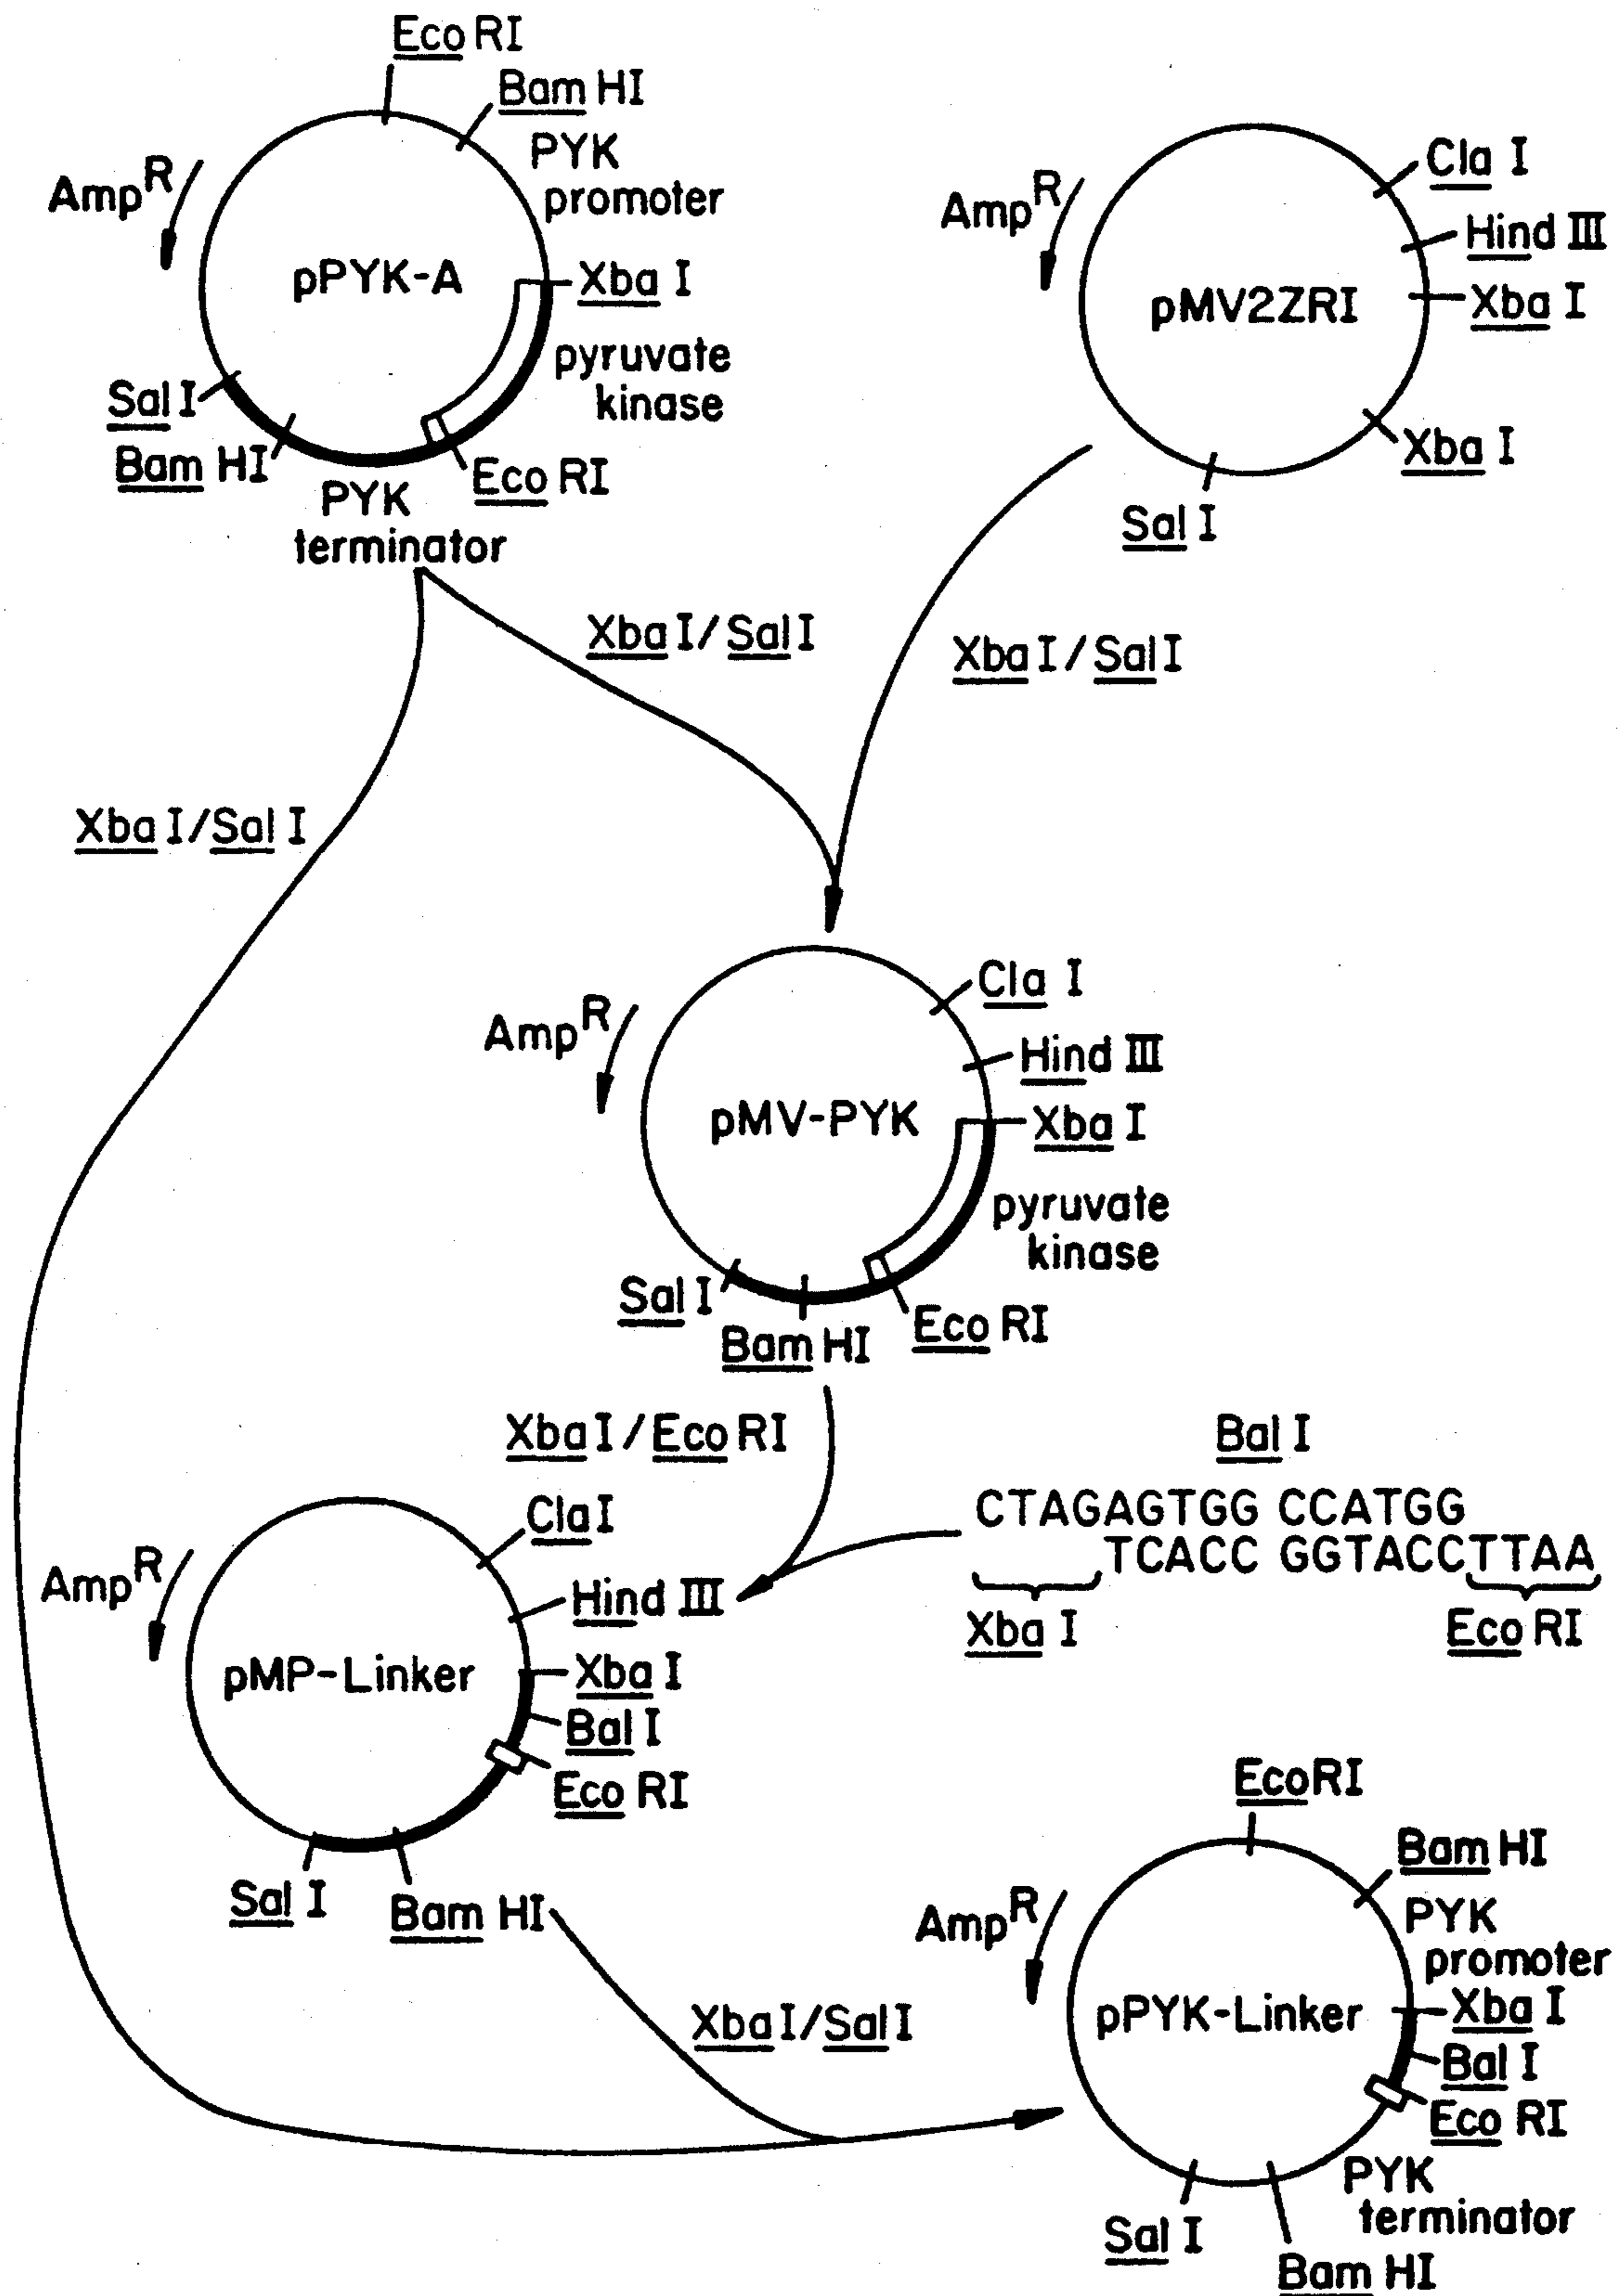 Eco RI
Bam HI
PYK
promoter
Amp R
pPYK-A
Xba I
pyruvate
kinase
Sal I
Bam HI
Eco RI
PYK
terminator
Cla I
Amp R
Hind III
pMV2ZRI
Xba I
Xba I
Sal I
Xba I/Sal I
Xba I/Sal I
Xba I/Sal I
Cla I
Amp R
Hind III
pMV-PYK
Xba I
pyruvate
kinase
Sal I
Eco RI
Bam HI
Xba I/Eco RI
Bal I
CTAGAGTGG CCATGG
TCACC GGTACCTTAA
Xba I
Eco RI
Cla I
Amp R
Hind III
pMP-Linker
Xba I
Bal I
Eco RI
Sal I
Bam HI
Xba I/Sal I
Eco RI
Bam HI
Amp R
PYK
promoter
pPYK-Linker
Xba I
Bal I
Eco RI
PYK
terminator
Sal I
Bam HI